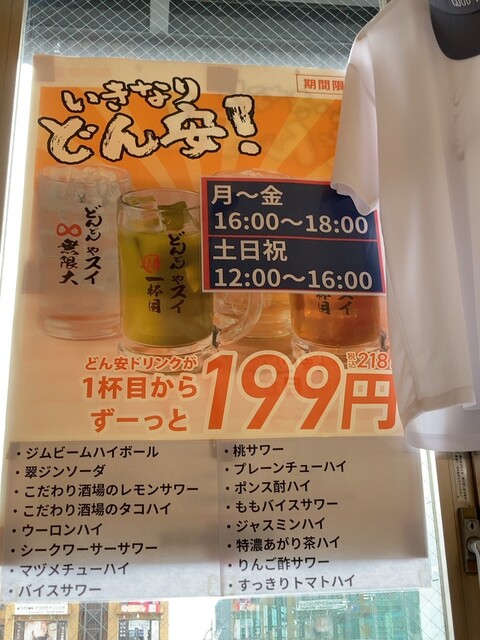 期間限
いきなり
どん安!
月〜金
16:00〜18:00
土日祝
12:00〜16:00
どんどんやスイ
∞
無限大
どんどんやスイ
一杯目
スイ
杯目
どん安ドリンクが
1杯目から
ずーっと
199円
税込218
・ジムビームハイボール
・翠ジンソーダ
・こだわり酒場のレモンサワー
・こだわり酒場のタコハイ
・ウーロンハイ
・シークワーサーサワー
・マヅメチューハイ
・バイスサワー
・桃サワー
・プレーンチューハイ
・ポンス酎ハイ
・ももバイスサワー
・ジャスミンハイ
・特濃あがり茶ハイ
・りんご酢サワー
・すっきりトマトハイ